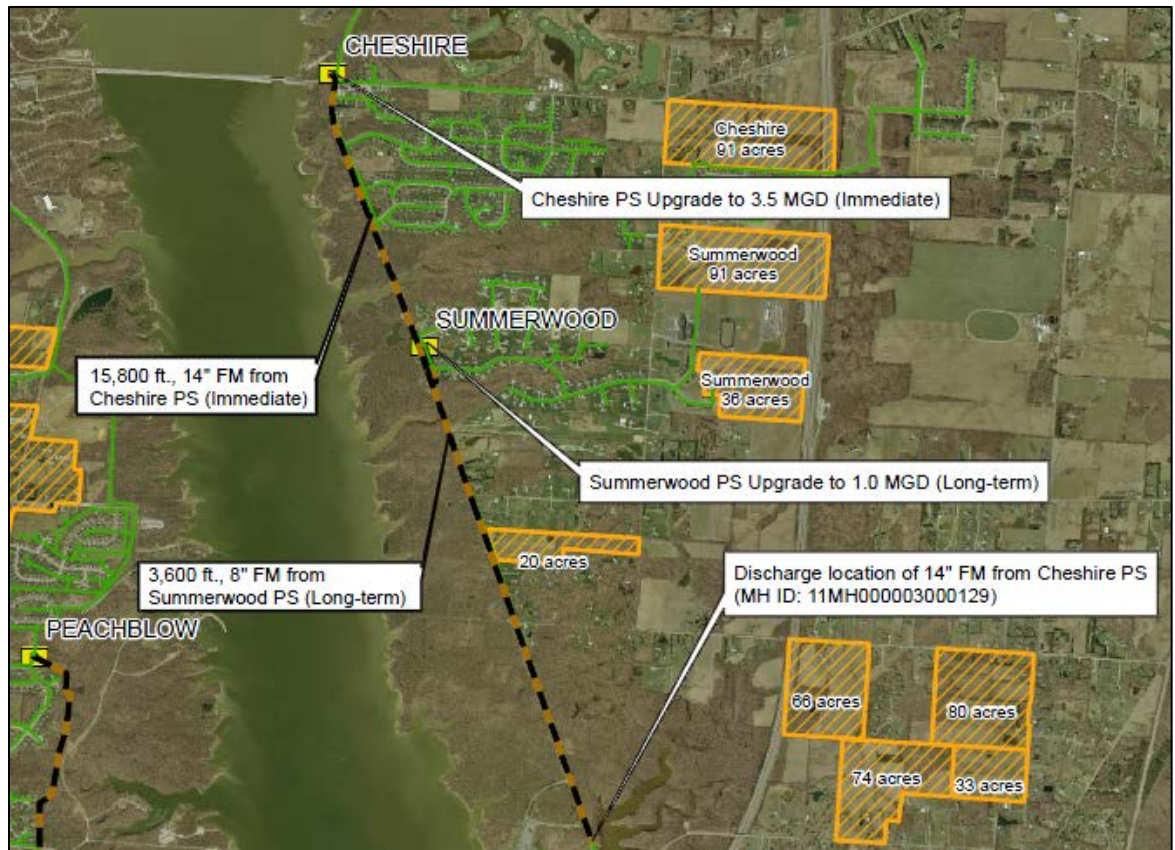 CHESHIRE
Cheshire
91 acres
Cheshire PS Upgrade to 3.5 MGD (Immediate)
Summerwood
91 acres
SUMMERWOOD
15,800 ft., 14" FM from
Cheshire PS (Immediate)
Summerwood
36 acres
Summerwood PS Upgrade to 1.0 MGD (Long-term)
20 acres
3,600 ft., 8" FM from
Summerwood PS (Long-term)
Discharge location of 14" FM from Cheshire PS
(MH ID: 11MH000003000129)
PEACHBLOW
66 acres
80 acres
74 acres
33 acres